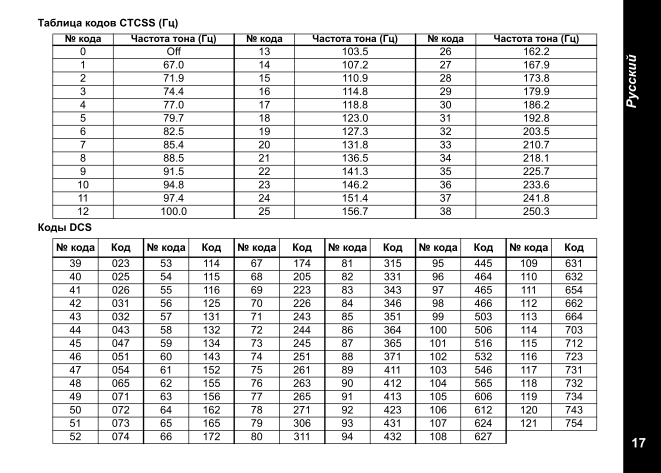 Таблица кодов CTCSS (Гц)
№ кода Частота тона (Гц) № кода Частота тона (Гц) № кода Частота тона (Гц)
0 Off 13 103.5 26 162.2
1 67.0 14 107.2 27 167.9
2 71.9 15 110.9 28 173.8
3 74.4 16 114.8 29 179.9
4 77.0 17 118.8 30 186.2
5 79.7 18 123.0 31 192.8
6 82.5 19 127.3 32 203.5
7 85.4 20 131.8 33 210.7
8 88.5 21 136.5 34 218.1
9 91.5 22 141.3 35 225.7
10 94.8 23 146.2 36 233.6
11 97.4 24 151.4 37 241.8
12 100.0 25 156.7 38 250.3
Коды DCS
№ кода Код № кода Код № кода Код № кода Код № кода Код № кода Код
39 023 53 114 67 174 81 315 95 445 109 631
40 025 54 115 68 205 82 331 96 464 110 632
41 026 55 116 69 223 83 343 97 465 111 654
42 031 56 125 70 226 84 346 98 466 112 662
43 032 57 131 71 243 85 351 99 503 113 664
44 043 58 132 72 244 86 364 100 506 114 703
45 047 59 134 73 245 87 365 101 516 115 712
46 051 60 143 74 251 88 371 102 532 116 723
47 054 61 152 75 261 89 411 103 546 117 731
48 065 62 155 76 263 90 412 104 565 118 732
49 071 63 156 77 265 91 413 105 606 119 734
50 072 64 162 78 271 92 423 106 612 120 743
51 073 65 165 79 306 93 431 107 624 121 754
52 074 66 172 80 311 94 432 108 627
Русский
17